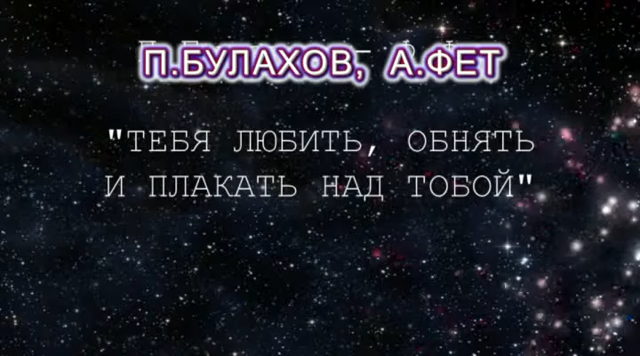 П.БУЛАХОВ, А.ФЕТ
"ТЕБЯ ЛЮБИТЬ, ОБНЯТЬ
И ПЛАКАТЬ НАД ТОБОЙ"